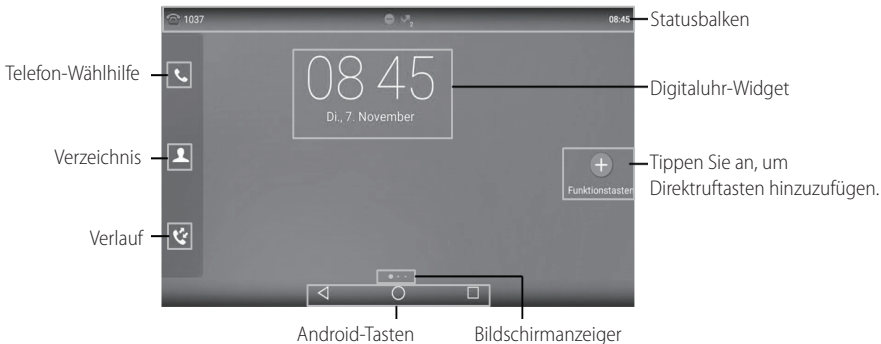 1037
08:45
Statusbalken
Telefon-Wählhilfe
08 45
Di., 7. November
Digitaluhr-Widget
Verzeichnis
Funktionstasten
Tippen Sie an, um
Direktruftasten hinzuzufügen.
Verlauf
Android-Tasten
Bildschirmanzeiger